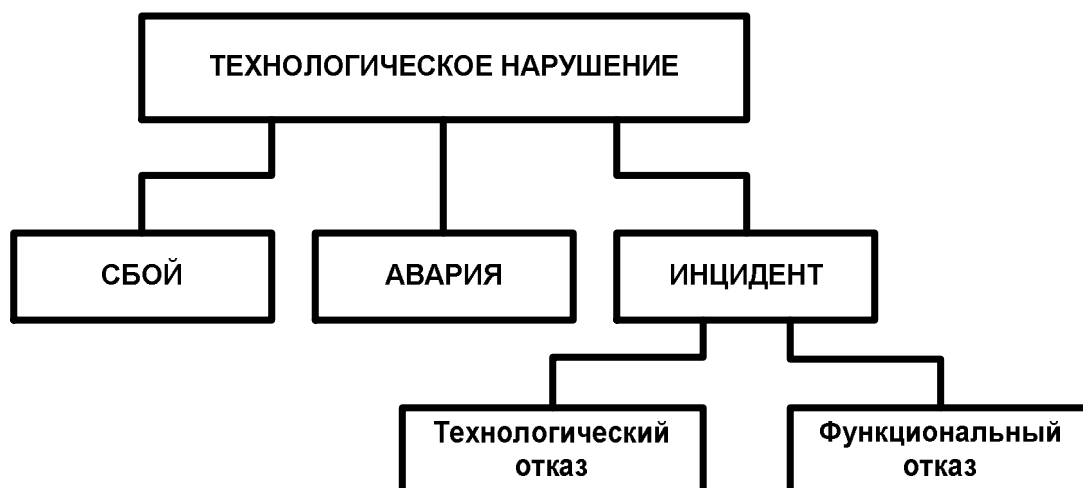 ТЕХНОЛОГИЧЕСКОЕ НАРУШЕНИЕ
СБОЙ
АВАРИЯ
ИНЦИДЕНТ
Технологический
отказ
Функциональный
отказ